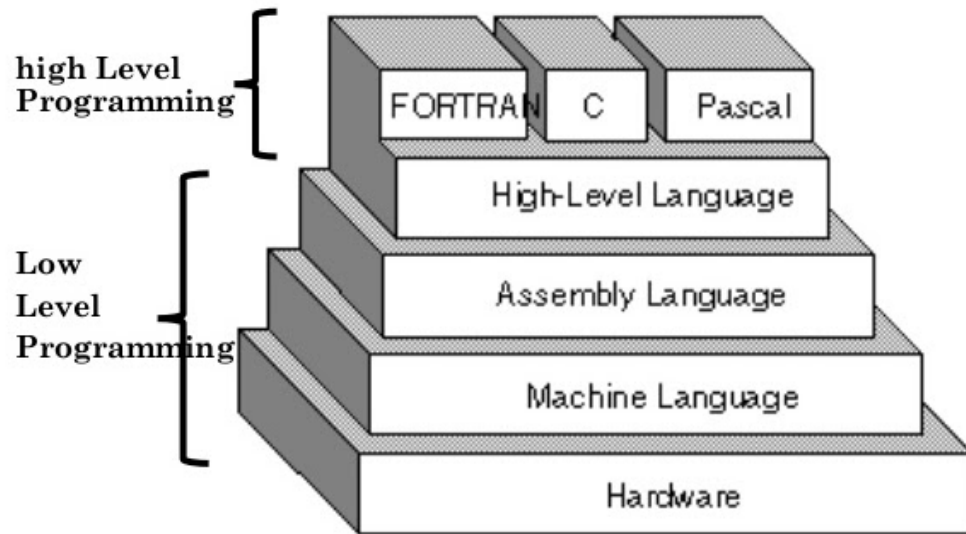 high Level
Programming
FORTRAN C Pascal
High-Level Language
Low
Level
Programming
Assembly Language
Machine Language
Hardware